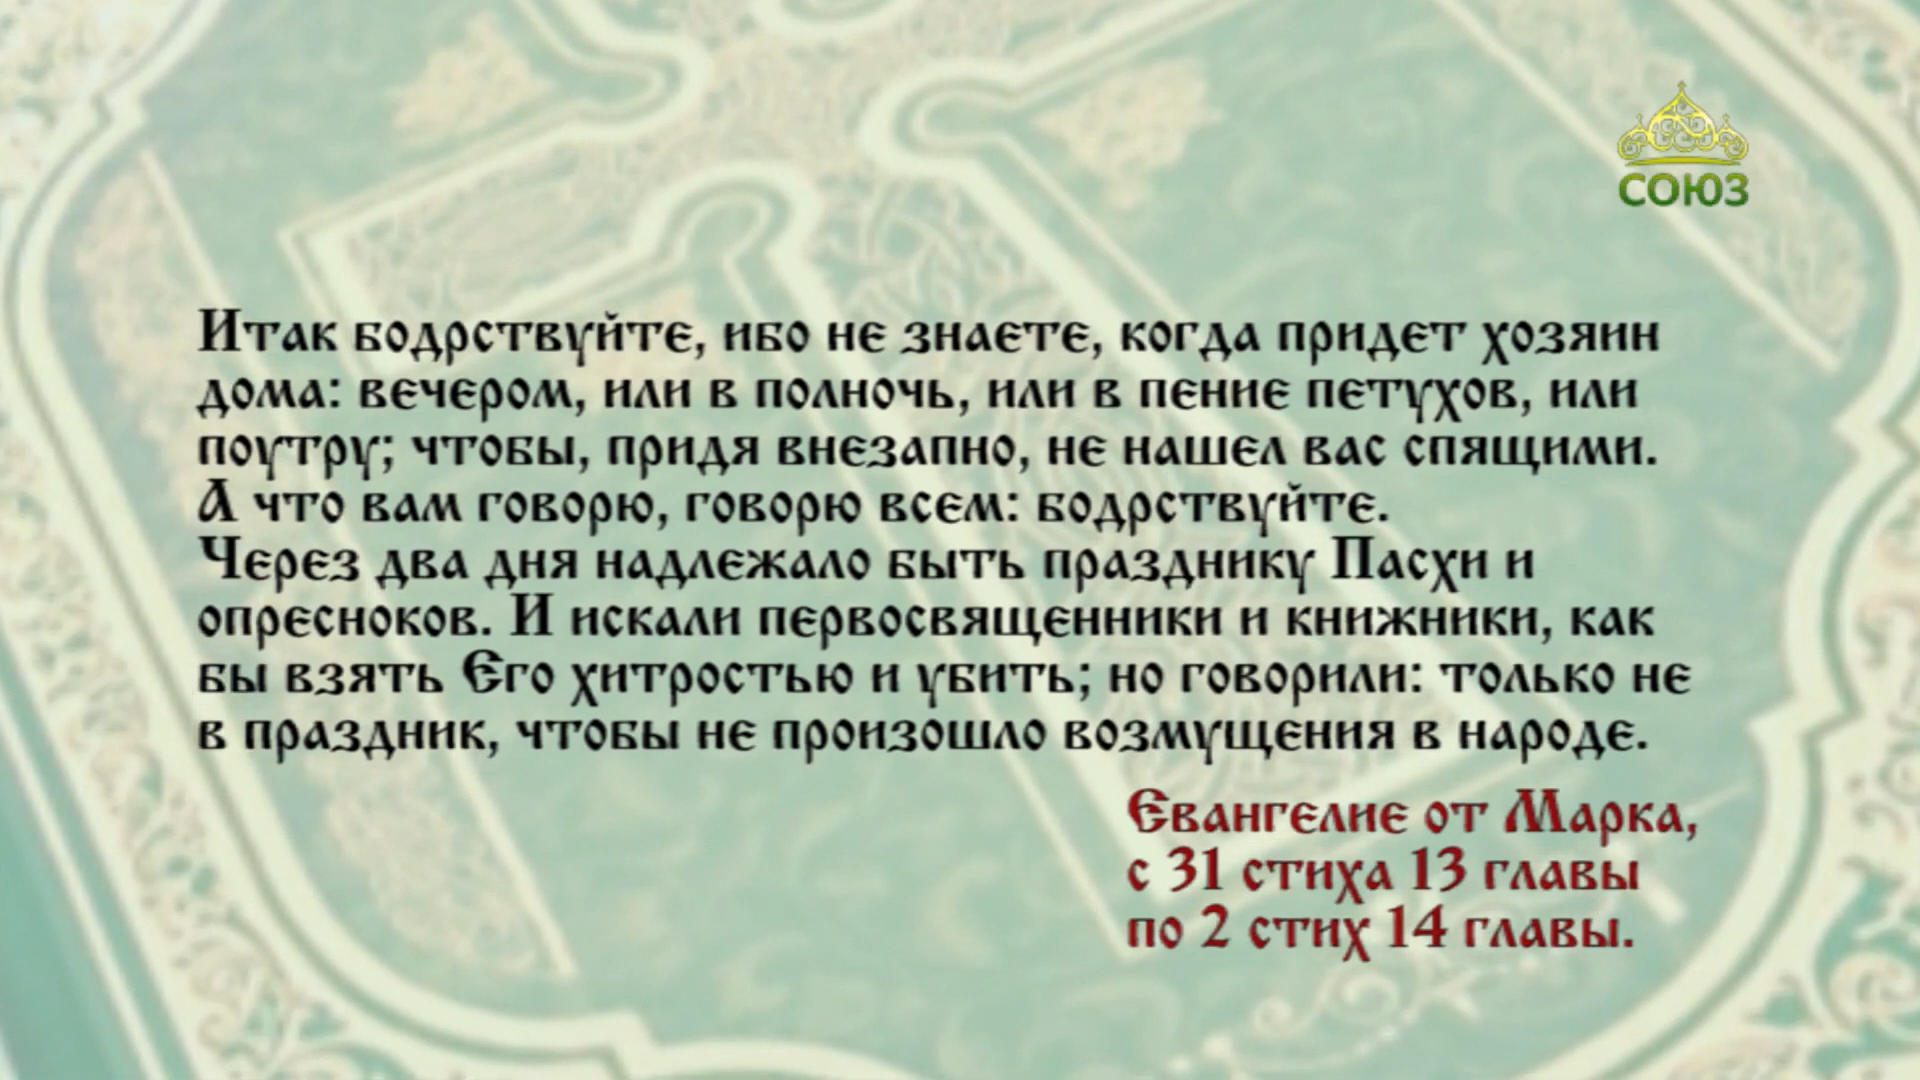 СОЮЗ
Итак бодрствуйте, ибо не знаете, когда придет хозяин
дома: вечером, или в полночь, или в пение петухов, или
поутру; чтобы, придя внезапно, не нашел вас спящими.
А что вам говорю, говорю всем: бодрствуйте.
Через два дня надлежало быть празднику Пасхи и
опресноков. И искали первосвященники и книжники, как
бы взять Его хитростью и убить; но говорили: только не
в праздник, чтобы не произошло возмущения в народе.
Евангелие от Марка,
с 31 стиха 13 главы
по 2 стих 14 главы.